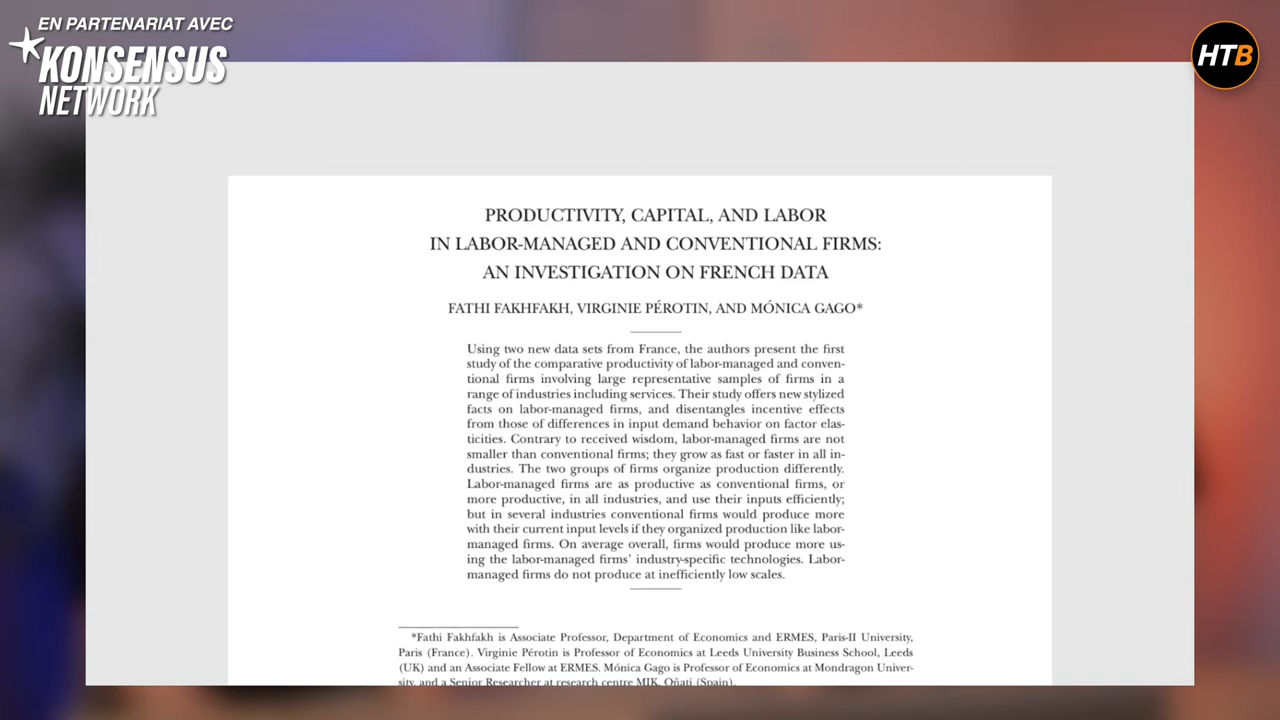 EN PARTENARIAT AVEC
KONSENSUS
NETWORK
HTB
PRODUCTIVITY, CAPITAL, AND LABOR
IN LABOR-MANAGED AND CONVENTIONAL FIRMS:
AN INVESTIGATION ON FRENCH DATA
FATHI FAKHFAKH, VIRGINIE PÉROTIN, AND MÓNICA GAGO*
Using two new data sets from France, the authors present the first
study of the comparative productivity of labor-managed and conven-
tional firms involving large representative samples of firms in a
range of industries including services. Their study offers new stylized
facts on labor-managed firms, and disentangles incentive effects
from those of differences in input demand behavior on factor elas-
ticities. Contrary to received wisdom, labor-managed firms are not
smaller than conventional firms; they grow as fast or faster in all in-
dustries. The two groups of firms organize production differently.
Labor-managed firms are as productive as conventional firms, or
more productive, in all industries, and use their inputs efficiently;
but in several industries conventional firms would produce more
with their current input levels if they organized production like labor-
managed firms. On average overall, firms would produce more us-
ing the labor-managed firms' industry-specific technologies. Labor-
managed firms do not produce at inefficiently low scales.
*Fathi Fakhfakh is Associate Professor, Department of Economics and ERMES, Paris-II University,
Paris (France). Virginie Pérotin is Professor of Economics at Leeds University Business School, Leeds
(UK) and an Associate Fellow at ERMES. Mónica Gago is Professor of Economics at Mondragon Univer-
sity, and a Senior Researcher at research centre MIK, Oñati (Spain).